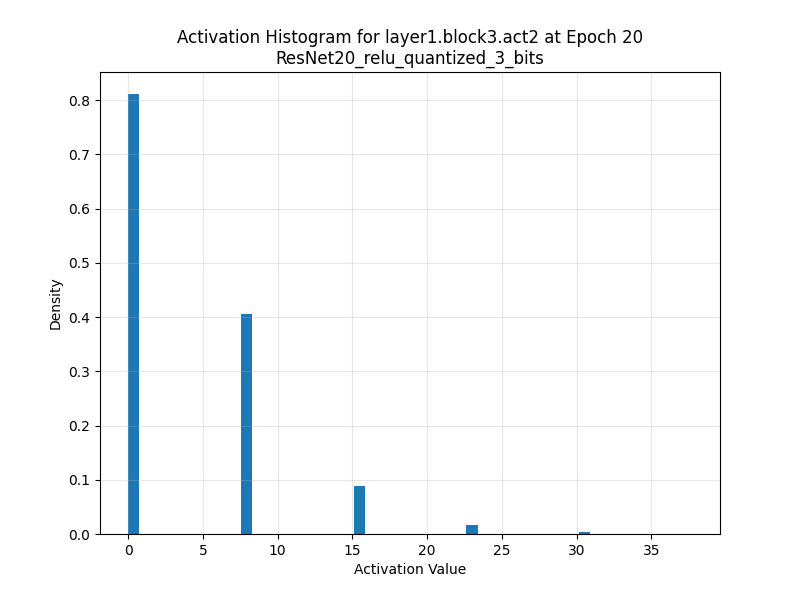 Activation Histogram for layer1.block3.act2 at Epoch 20
ResNet20_relu_quantized_3_bits
0.8
0.7
0.6
0.5
0.4
0.3
0.2
0.1
0.0
Density
0 5 10 15 20 25 30 35
Activation Value